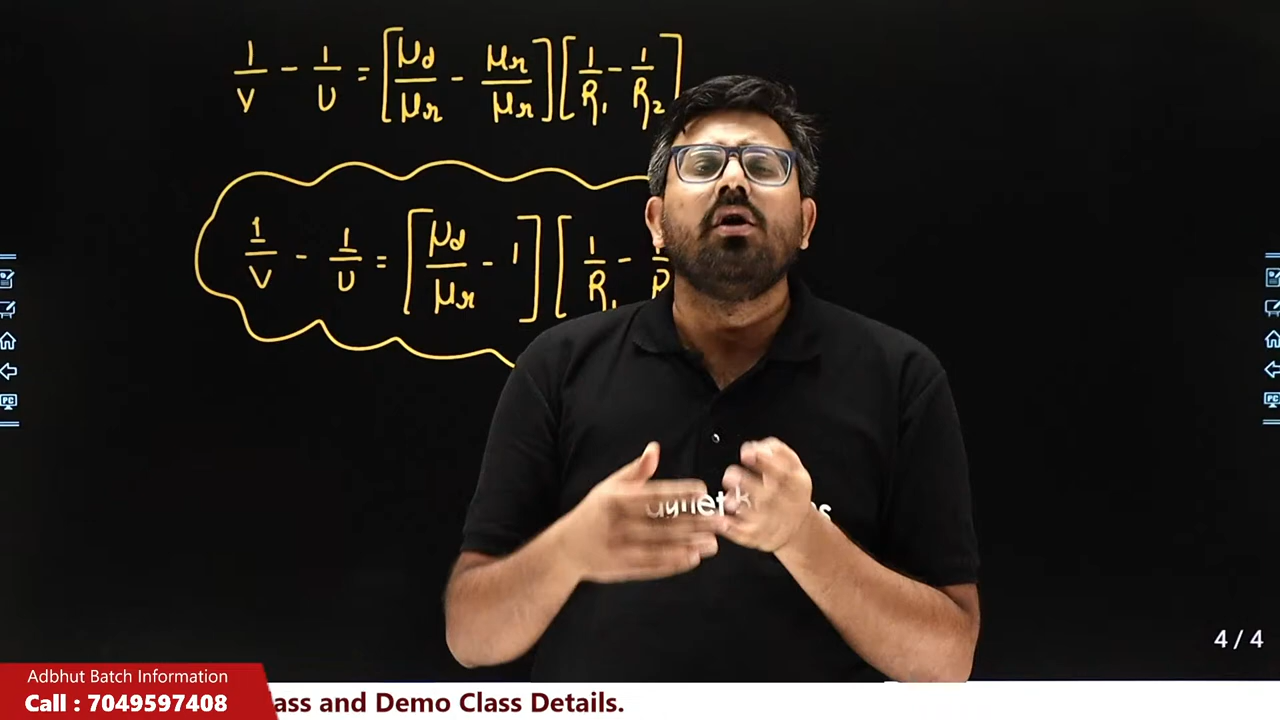 1/v - 1/u = [μd/μr - μr/μr] [1/R₁ - 1/R₂]
1/v - 1/u = [μd/μr - 1] [1/R₁ -
4 / 4
Adbhut Batch Information
Call : 7049597408
ass and Demo Class Details.